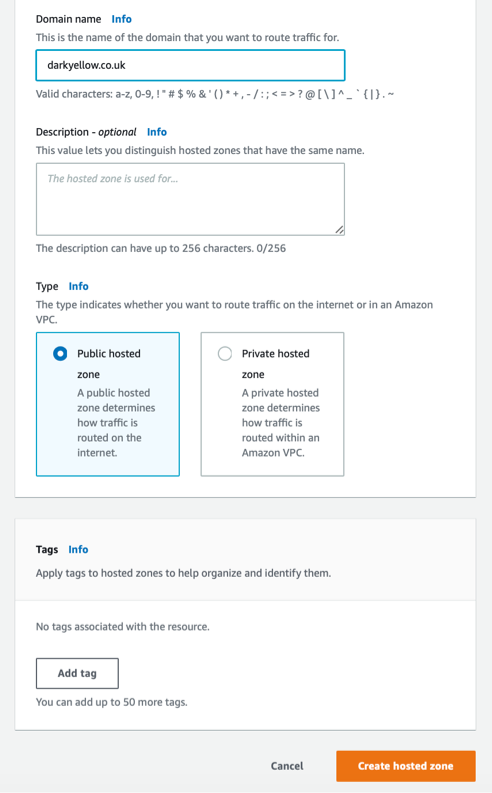 Domain name Info
This is the name of the domain that you want to route traffic for.
darkyellow.co.uk
Valid characters: a-z, 0-9, ! " # $ % & ' ( ) * + , - / : ; < = > ? @ [ \ ] ^ _ ` { | } . ~
Description - optional Info
This value lets you distinguish hosted zones that have the same name.
The hosted zone is used for...
The description can have up to 256 characters. 0/256
Type Info
The type indicates whether you want to route traffic on the internet or in an Amazon
VPC.
Public hosted
zone
A public hosted
zone determines
how traffic is
routed on the
internet.
Private hosted
zone
A private hosted
zone determines
how traffic is
routed within an
Amazon VPC.
Tags Info
Apply tags to hosted zones to help organize and identify them.
No tags associated with the resource.
Add tag
You can add up to 50 more tags.
Cancel Create hosted zone